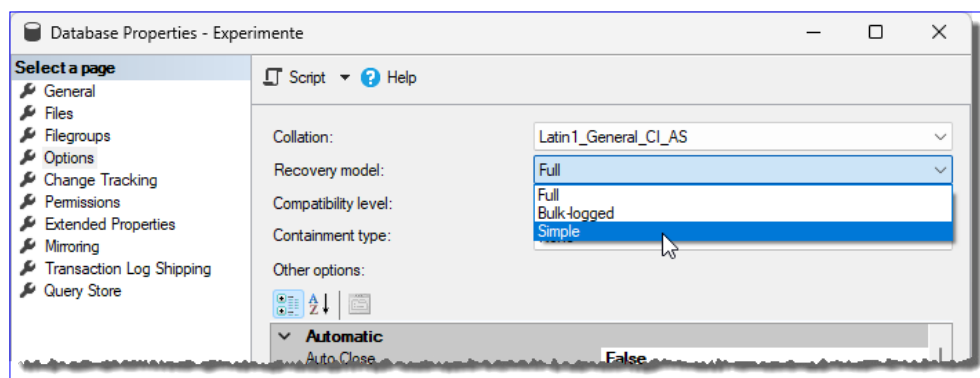 Database Properties - Experimente
Select a page
General
Files
Filegroups
Options
Change Tracking
Permissions
Extended Properties
Mirroring
Transaction Log Shipping
Query Store
Script
Help
Collation:
Latin1_General_CI_AS
Recovery model:
Full
Full
Bulk-logged
Simple
Compatibility level:
Containment type:
Other options:
Automatic
Auto Close
False